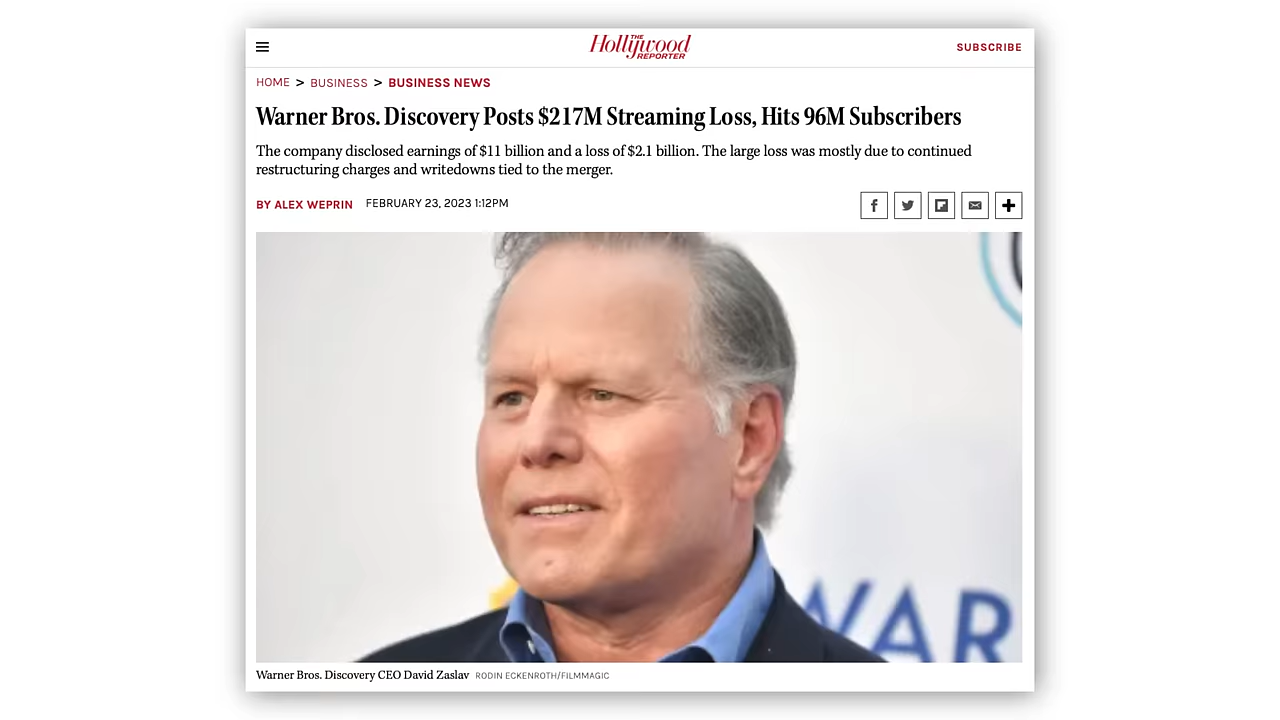 THE
Hollywood
REPORTER
SUBSCRIBE
HOME > BUSINESS > BUSINESS NEWS
Warner Bros. Discovery Posts $217M Streaming Loss, Hits 96M Subscribers
The company disclosed earnings of $11 billion and a loss of $2.1 billion. The large loss was mostly due to continued
restructuring charges and writedowns tied to the merger.
BY ALEX WEPRIN FEBRUARY 23, 2023 1:12PM
WAR
Warner Bros. Discovery CEO David Zaslav RODIN ECKENROTH/FILMMAGIC